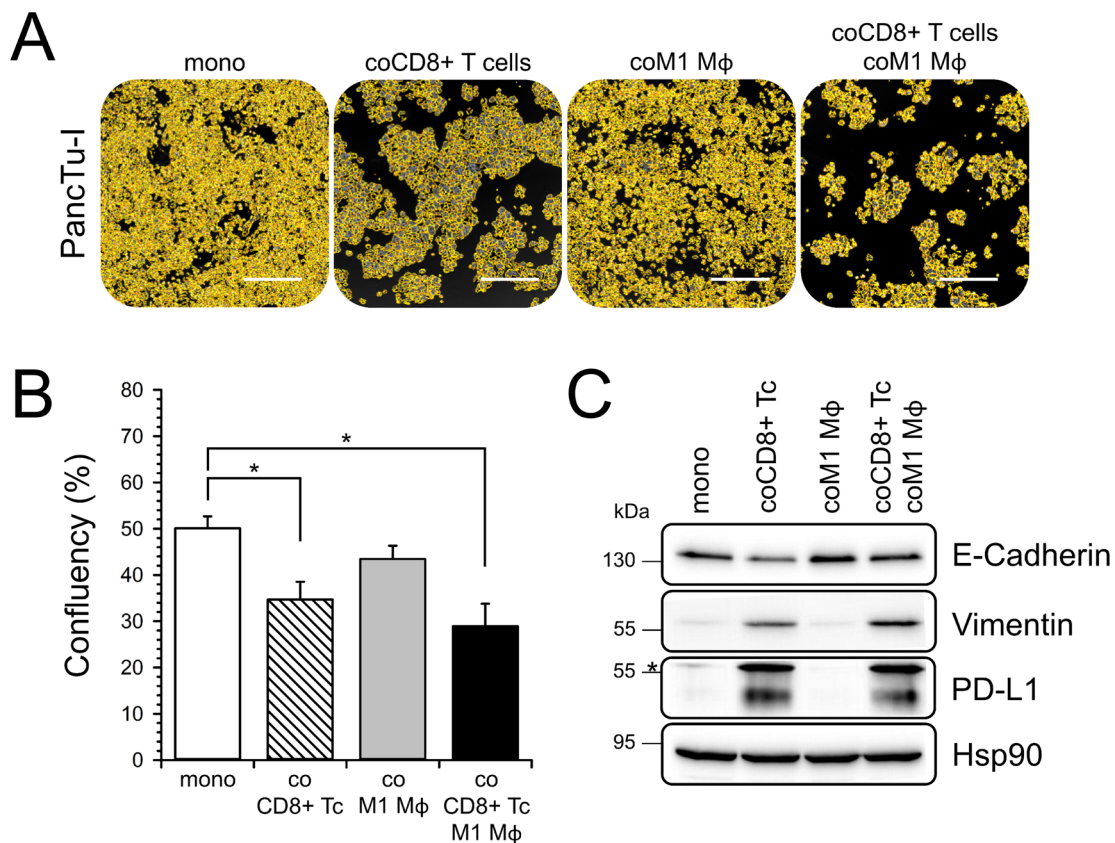 A
mono
coCD8+ T cells
coM1 Mϕ
coCD8+ T cells
coM1 Mϕ
PancTu-I
B
Confluency (%)
80
70
60
50
40
30
20
10
0
*
*
mono
co
CD8+ Tc
co
M1 Mϕ
co
CD8+ Tc
M1 Mϕ
C
mono
coCD8+ Tc
coM1 Mϕ
coCD8+ Tc
coM1 Mϕ
kDa
130
E-Cadherin
55
Vimentin
55 *
PD-L1
95
Hsp90